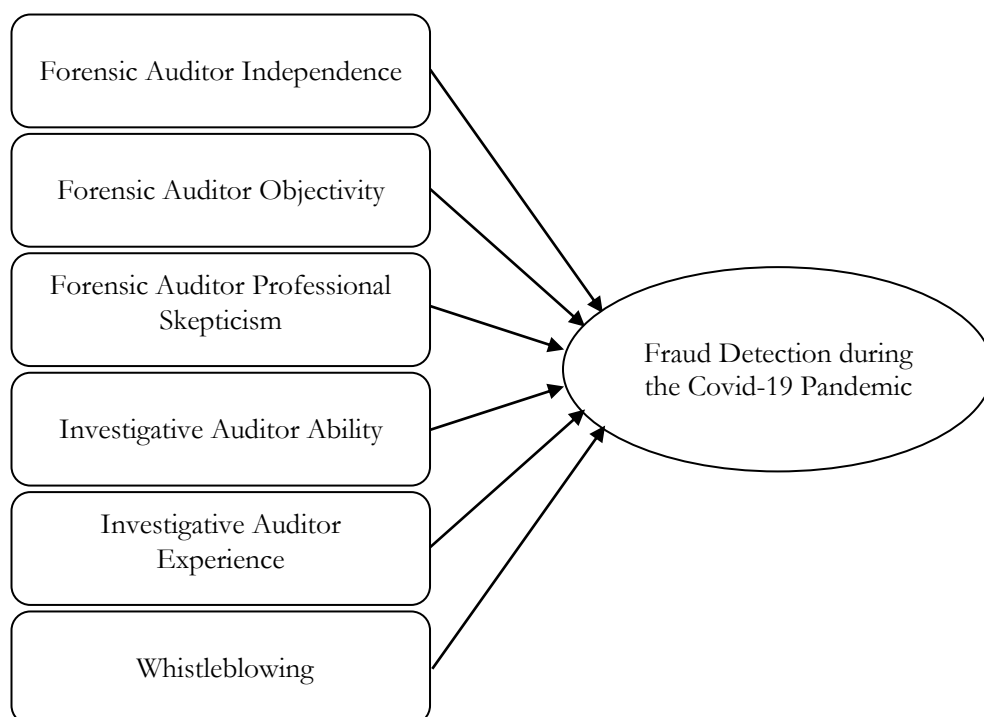 Forensic Auditor Independence
Forensic Auditor Objectivity
Forensic Auditor Professional
Skepticism
Investigative Auditor Ability
Investigative Auditor
Experience
Whistleblowing
Fraud Detection during
the Covid-19 Pandemic